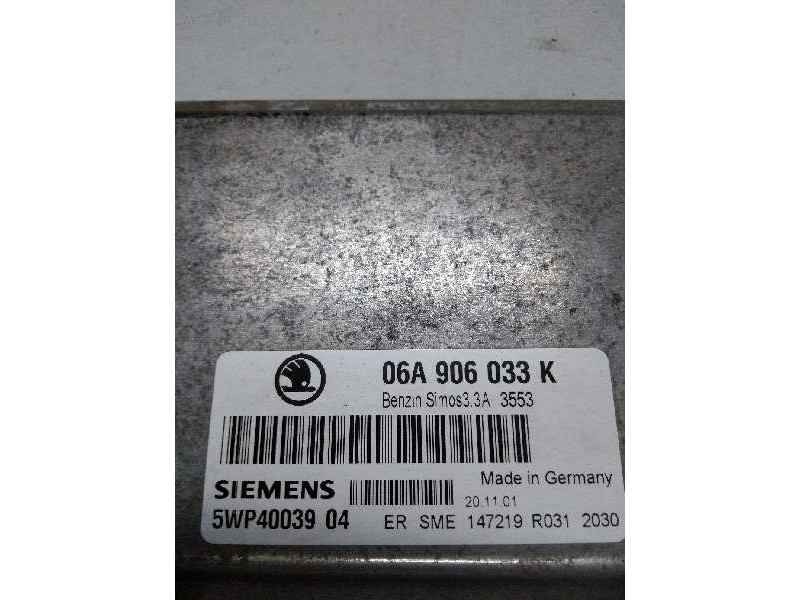 06A 906 033 K
Benzin Simos3.3A 3553
Made in Germany
SIEMENS
20.11.01
5WP40039 04 ER SME 147219 R031 2030